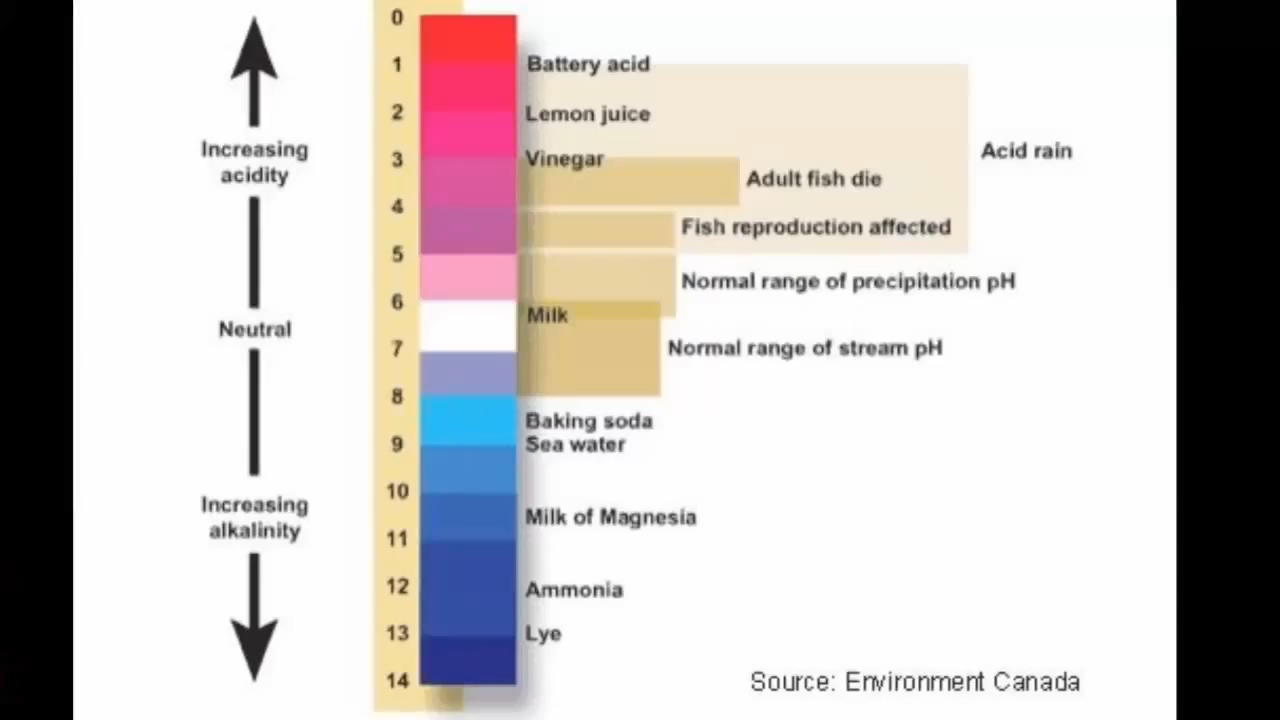 0
1
2
3
4
5
6
7
8
9
10
11
12
13
14
Increasing
acidity
Neutral
Increasing
alkalinity
Battery acid
Lemon juice
Vinegar
Milk
Baking soda
Sea water
Milk of Magnesia
Ammonia
Lye
Acid rain
Adult fish die
Fish reproduction affected
Normal range of precipitation pH
Normal range of stream pH
Source: Environment Canada